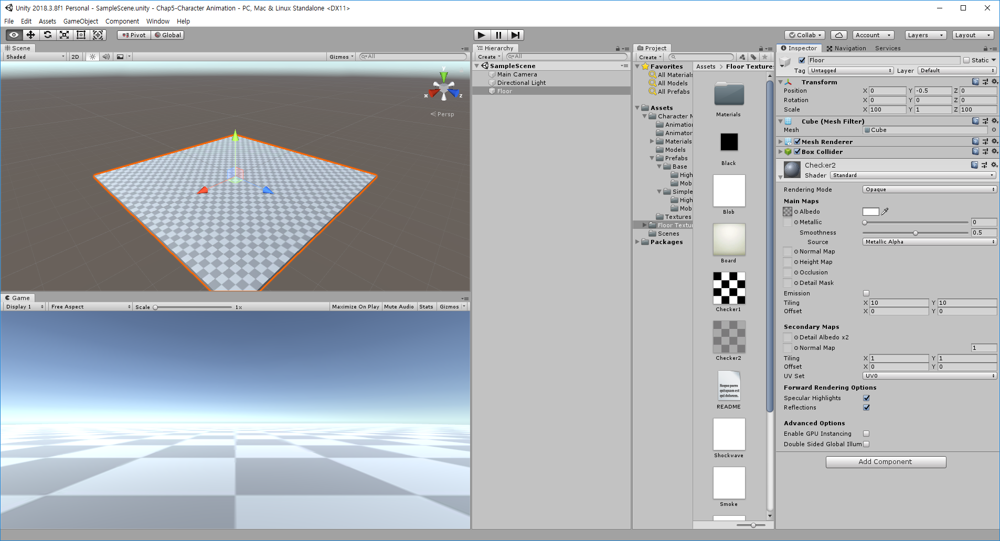 Unity 2018.3.8f1 Personal - SampleScene.unity - Chap5-Character Animation - PC, Mac & Linux Standalone <DX11>
File Edit Assets GameObject Component Window Help
Pivot Global
Collab Account Layers Layout
Scene
Shaded 2D Gizmos All
y
x z
Persp
Game
Display 1 Free Aspect Scale 1x Maximize On Play Mute Audio Stats Gizmos
Hierarchy
Create All
SampleScene
Main Camera
Directional Light
Floor
Project
Create
Favorites
All Materials
All Models
All Prefabs
Assets
Character M
Animatio
Animator
Materials
Models
Prefabs
Base
High
Mob
Simple
High
Mob
Textures
Floor Textu
Scenes
Packages
Assets > Floor Textures
Materials
Black
Blob
Board
Checker1
Checker2
Neque porro
quisquam est
qui dolorem.
README
Shockwave
Smoke
Inspector Navigation Services
Floor Static
Tag Untagged Layer Default
Transform
Position X 0 Y -0.5 Z 0
Rotation X 0 Y 0 Z 0
Scale X 100 Y 1 Z 100
Cube (Mesh Filter)
Mesh Cube
Mesh Renderer
Box Collider
Checker2
Shader Standard
Rendering Mode Opaque
Main Maps
Albedo
Metallic 0
Smoothness 0.5
Source Metallic Alpha
Normal Map
Height Map
Occlusion
Detail Mask
Emission
Tiling X 10 Y 10
Offset X 0 Y 0
Secondary Maps
Detail Albedo x2
Normal Map 1
Tiling X 1 Y 1
Offset X 0 Y 0
UV Set UV0
Forward Rendering Options
Specular Highlights
Reflections
Advanced Options
Enable GPU Instancing
Double Sided Global Illum
Add Component